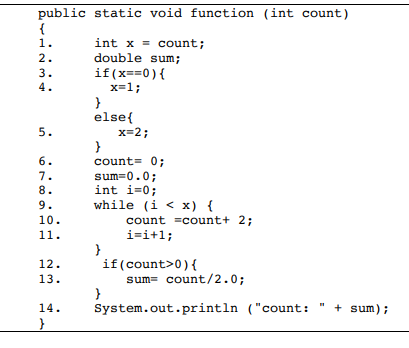 public static void function (int count)
{
1. int x = count;
2. double sum;
3. if(x==0){
4. x=1;
}
else{
5. x=2;
}
6. count= 0;
7. sum=0.0;
8. int i=0;
9. while (i < x) {
10. count =count+ 2;
11. i=i+1;
}
12. if(count>0){
13. sum= count/2.0;
}
14. System.out.println ("count: " + sum);
}